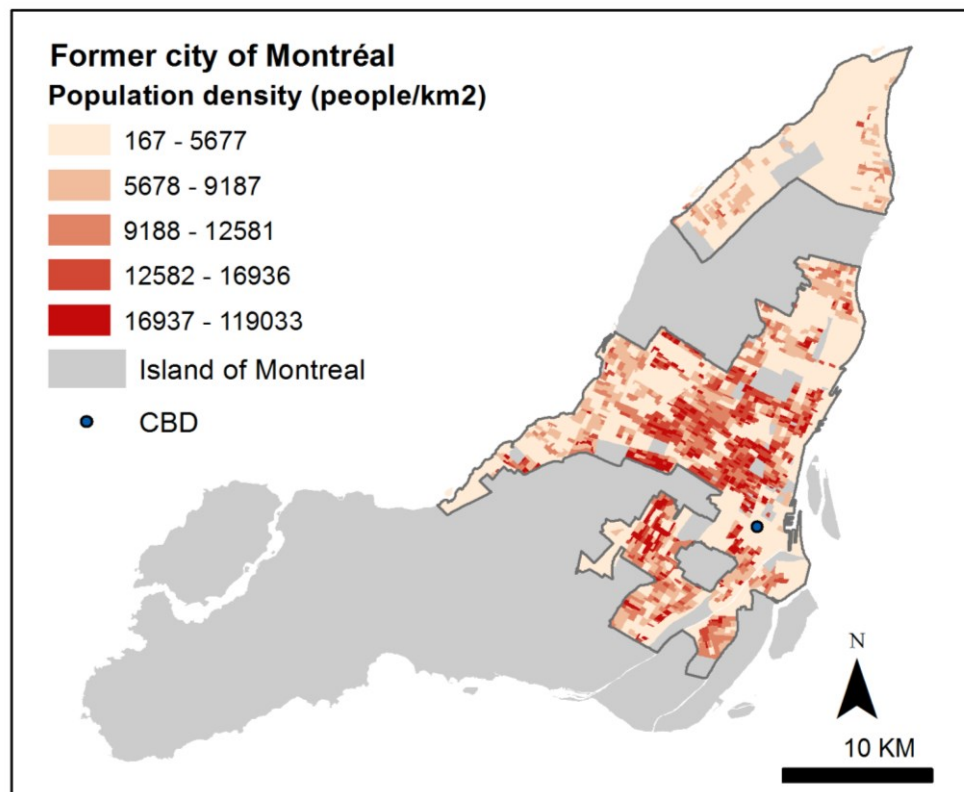 Former city of Montréal
Population density (people/km2)
167 - 5677
5678 - 9187
9188 - 12581
12582 - 16936
16937 - 119033
Island of Montreal
CBD
N
10 KM